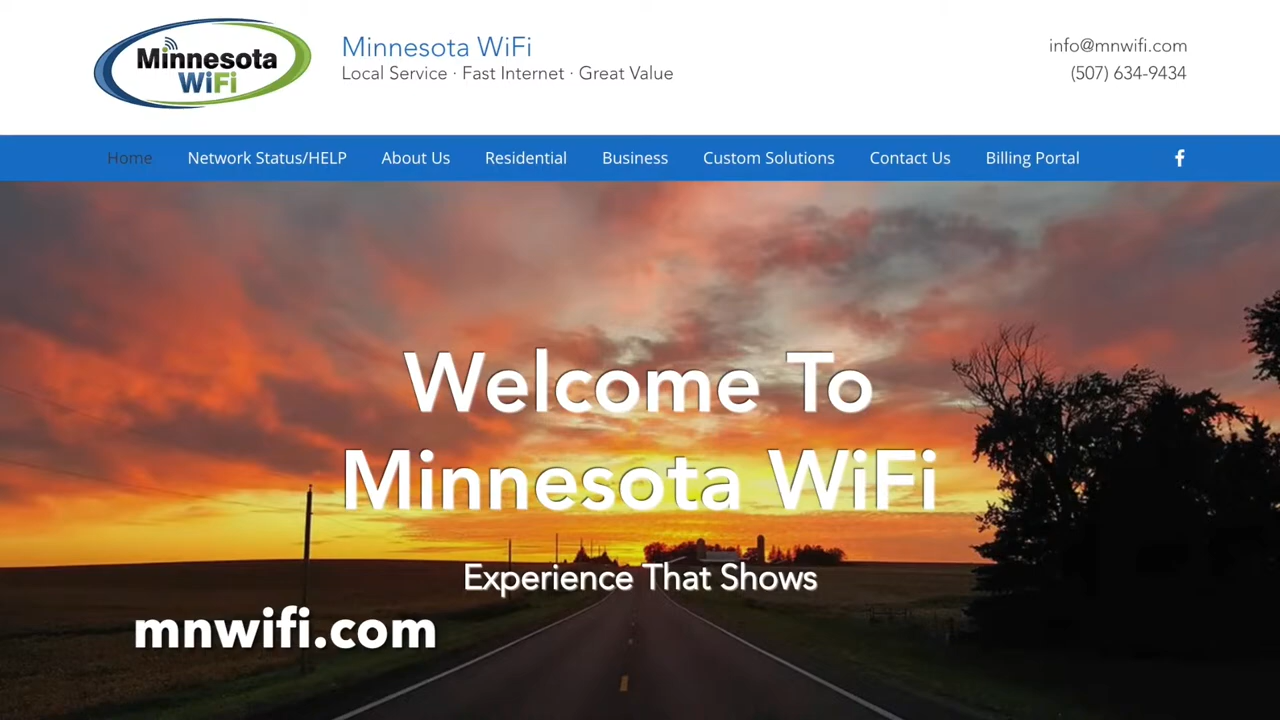 Minnesota
WiFi
Minnesota WiFi
Local Service · Fast Internet · Great Value
info@mnwifi.com
(507) 634-9434
Home Network Status/HELP About Us Residential Business Custom Solutions Contact Us Billing Portal f
Welcome To
Minnesota WiFi
Experience That Shows
mnwifi.com